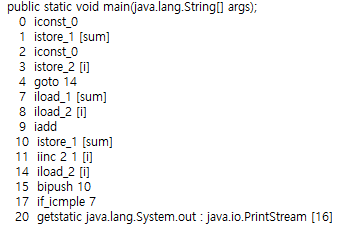 public static void main(java.lang.String[] args);
0 iconst_0
1 istore_1 [sum]
2 iconst_0
3 istore_2 [i]
4 goto 14
7 iload_1 [sum]
8 iload_2 [i]
9 iadd
10 istore_1 [sum]
11 iinc 2 1 [i]
14 iload_2 [i]
15 bipush 10
17 if_icmple 7
20 getstatic java.lang.System.out : java.io.PrintStream [16]